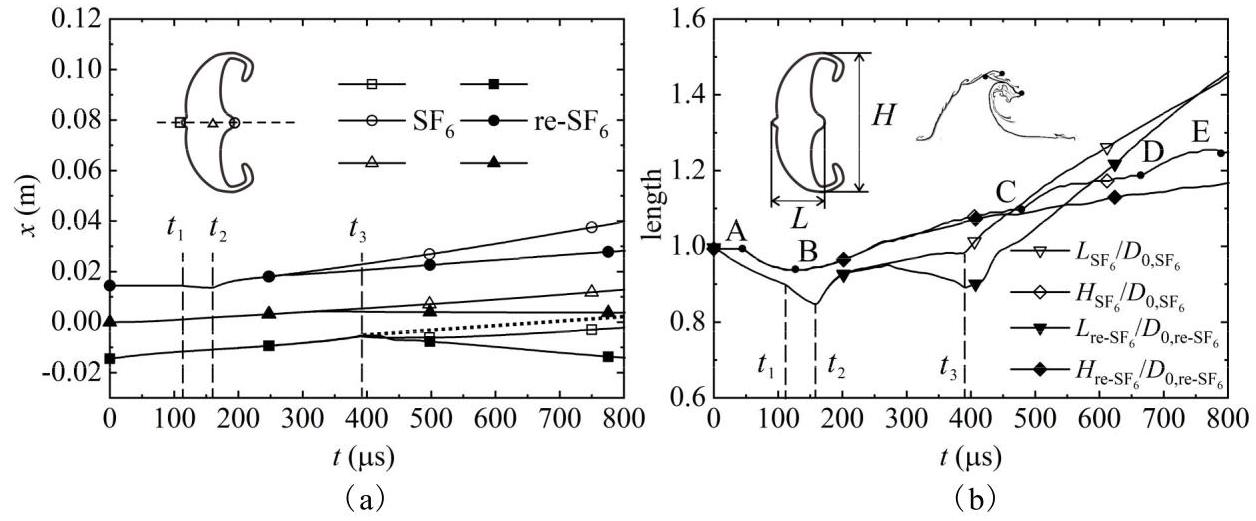 0.12
0.10
0.08
0.06
0.04
0.02
0.00
-0.02
x (m)
SF6 re-SF6
t1 t2 t3
0 100 200 300 400 500 600 700 800
t (μs)
(a)
1.6
1.4
1.2
1.0
0.8
0.6
length
H
L
A B C D E
t1 t2 t3
LSF6/D0,SF6
HSF6/D0,SF6
Lre-SF6/D0,re-SF6
Hre-SF6/D0,re-SF6
0 100 200 300 400 500 600 700 800
t (μs)
(b)